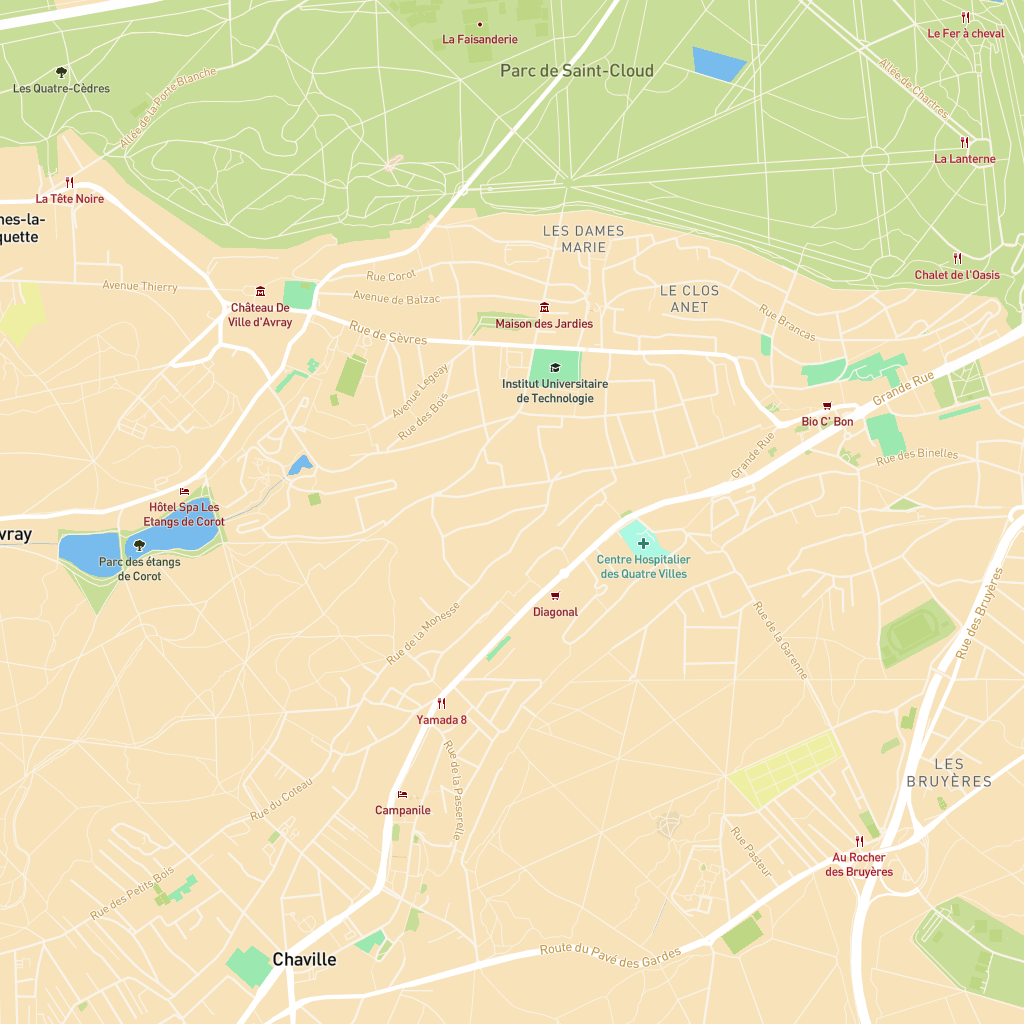 La Faisanderie
Le Fer à cheval
Parc de Saint-Cloud
Les Quatre-Cèdres
Allée de la Porte Blanche
Allée de Chartres
La Lanterne
La Tête Noire
nes-la-
quette
LES DAMES
MARIE
Chalet de l'Oasis
Rue Corot
Avenue Thierry
Avenue de Balzac
LE CLOS
ANET
Château De
Ville d'Avray
Maison des Jardies
Rue Brancas
Rue de Sèvres
Institut Universitaire
de Technologie
Avenue Legeay
Rue des Bois
Grande Rue
Bio C' Bon
Grande Rue
Rue des Binelles
Hôtel Spa Les
Etangs de Corot
vray
Parc des étangs
de Corot
Centre Hospitalier
des Quatre Villes
Diagonal
Rue de la Monesse
Rue de la Garenne
Rue des Bruyères
Yamada 8
Rue de la Passerelle
LES
BRUYÈRES
Rue du Coteau
Campanile
Rue Pasteur
Au Rocher
des Bruyères
Rue des Petits Bois
Chaville
Route du Pavé des Gardes